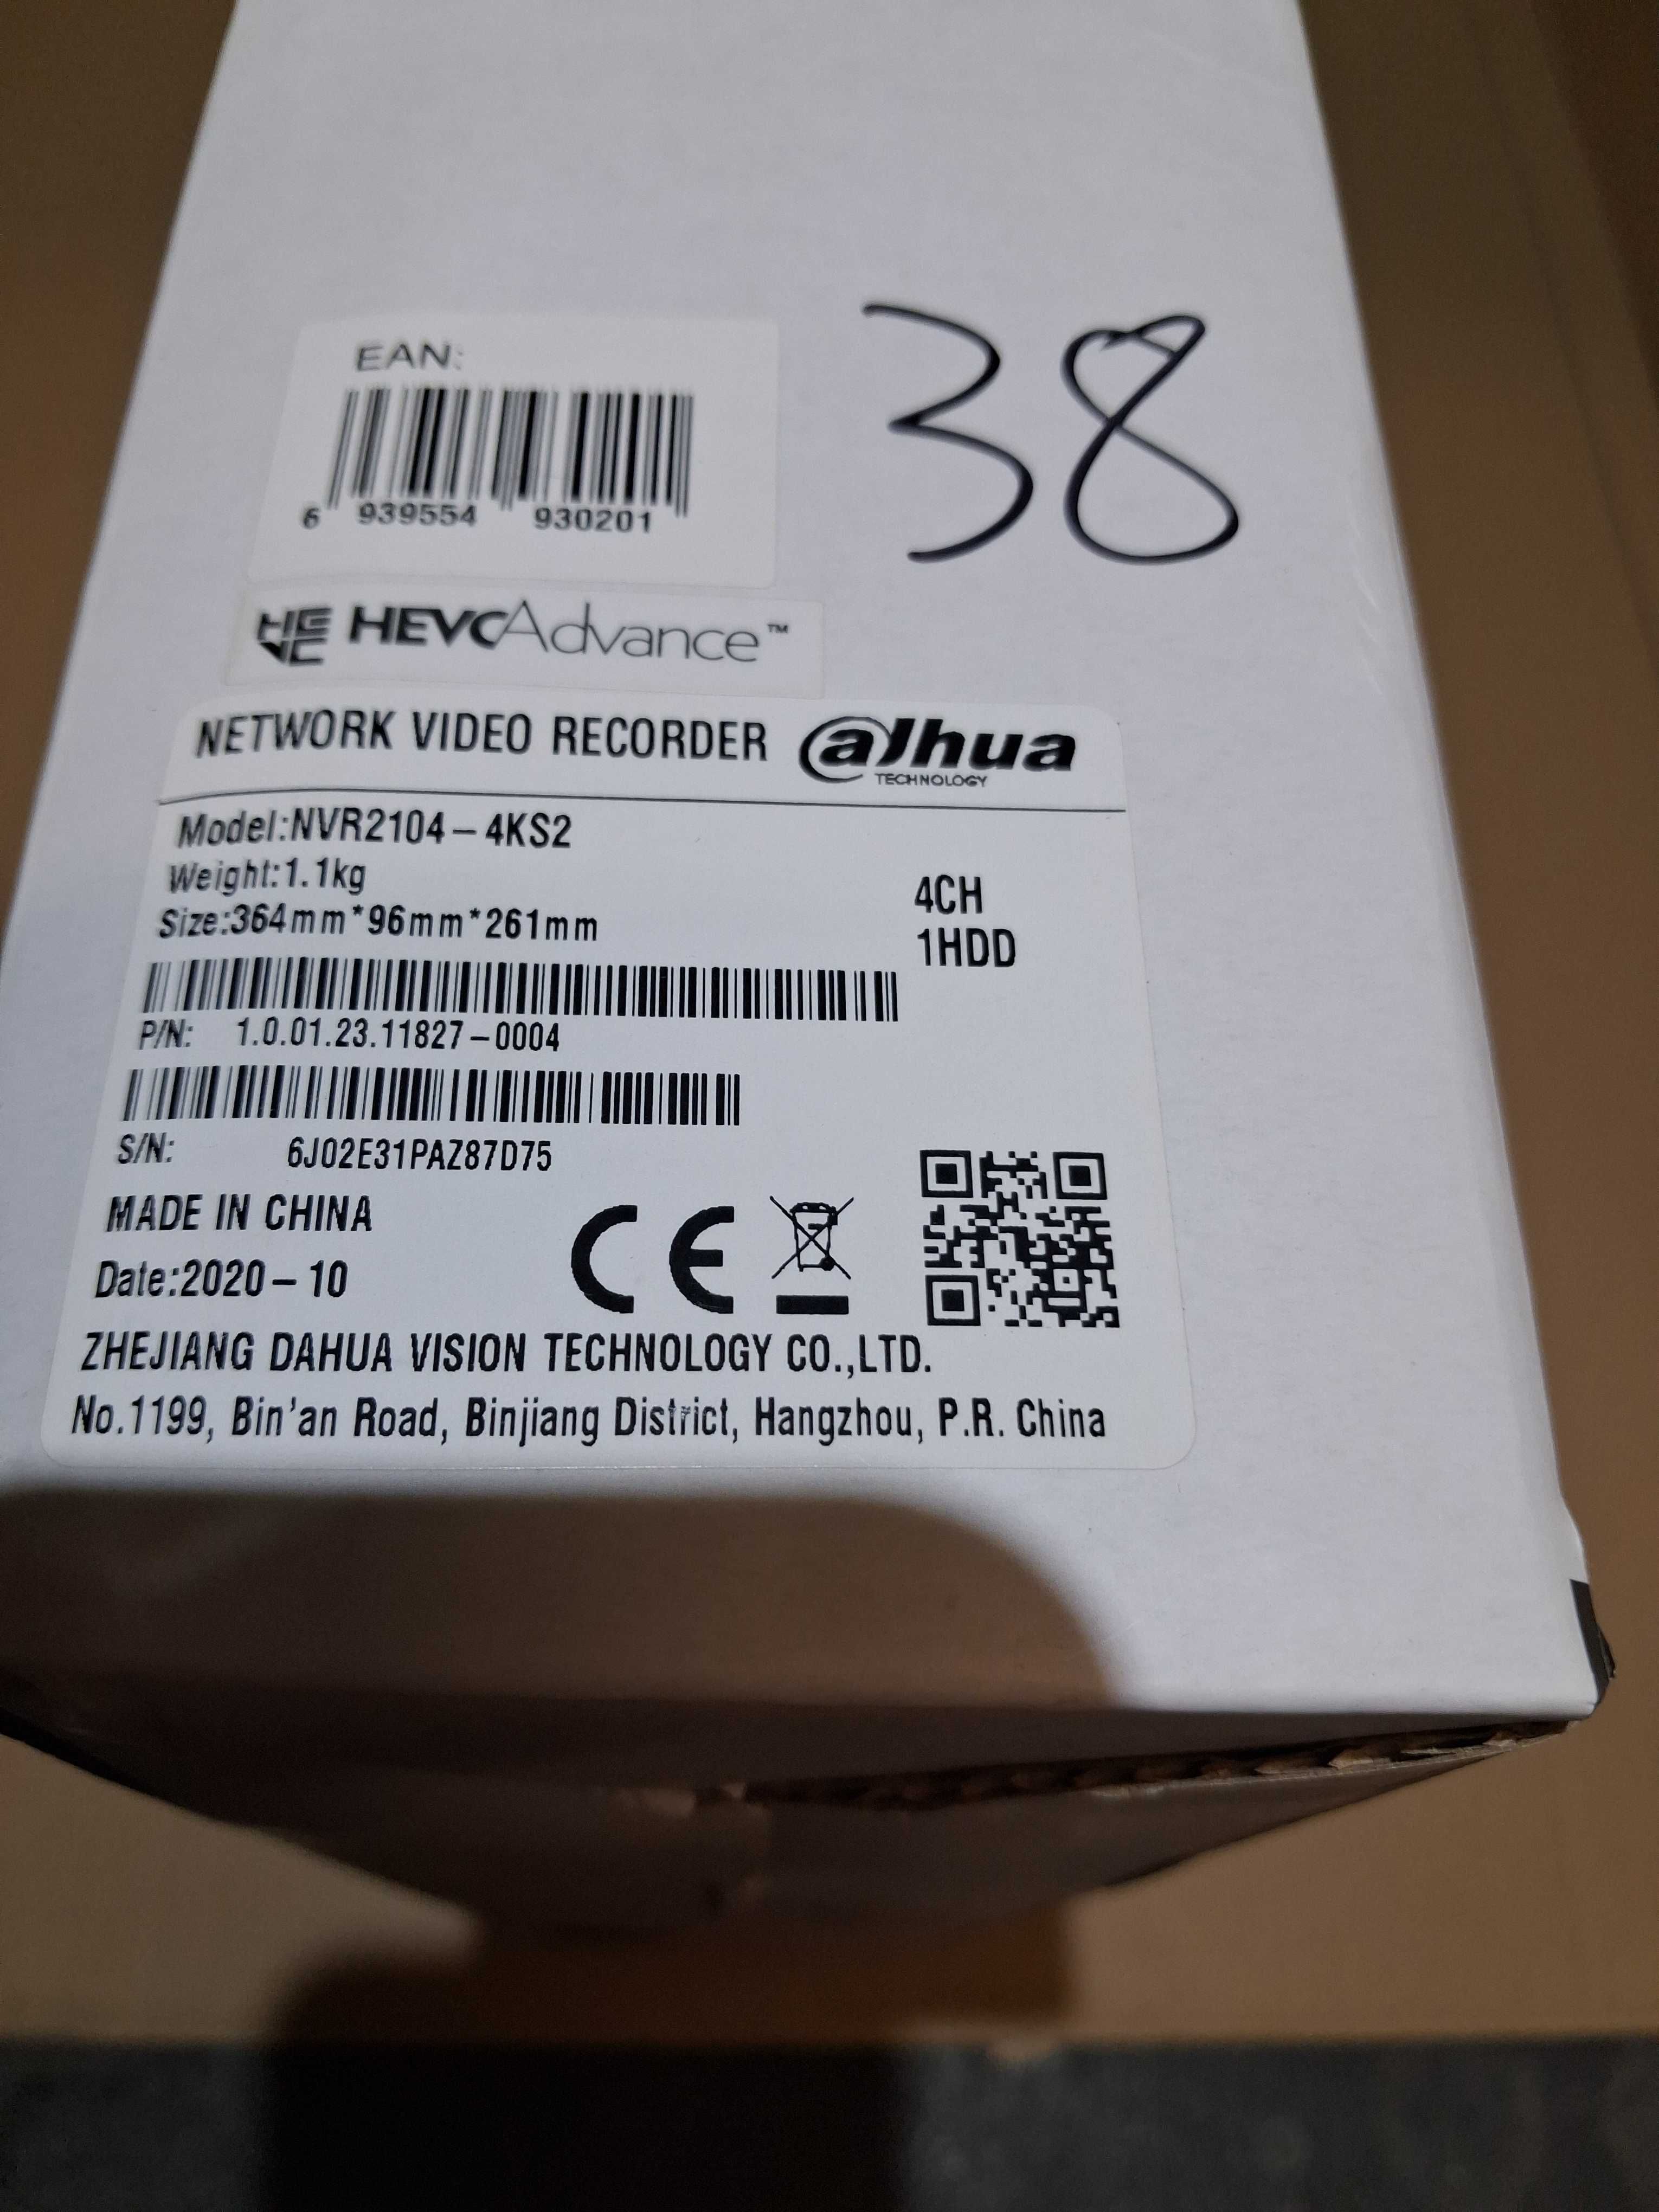 EAN:
38
6 939554 930201
HEVCAdvance™
NETWORK VIDEO RECORDER alhua
TECHNOLOGY
Model:NVR2104-4KS2
Weight:1.1kg
4CH
Size:364mm*96mm*261mm
1HDD
P/N: 1.0.01.23.11827-0004
S/N: 6J02E31PAZ87D75
MADE IN CHINA
CE
Date:2020-10
ZHEJIANG DAHUA VISION TECHNOLOGY CO.,LTD.
No.1199, Bin'an Road, Binjiang District, Hangzhou, P.R. China